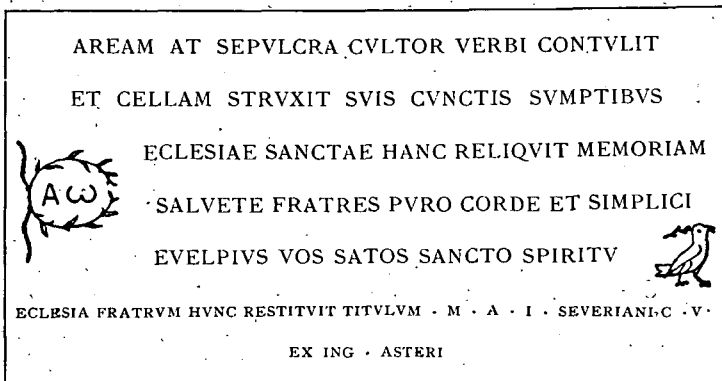 AREAM AT SEPVLCRA CVLTOR VERBI CONTVLIT
ET CELLAM STRVXIT SVIS CVNCTIS SVMPTIBVS
ECLESIAE SANCTAE HANC RELIQVIT MEMORIAM
Α ω SALVETE FRATRES PVRO CORDE ET SIMPLICI
EVELPIVS VOS SATOS SANCTO SPIRITV
ECLESIA FRATRVM HVNC RESTITVIT TITVLVM · M · A · I · SEVERIANI C · V ·
EX ING · ASTERI